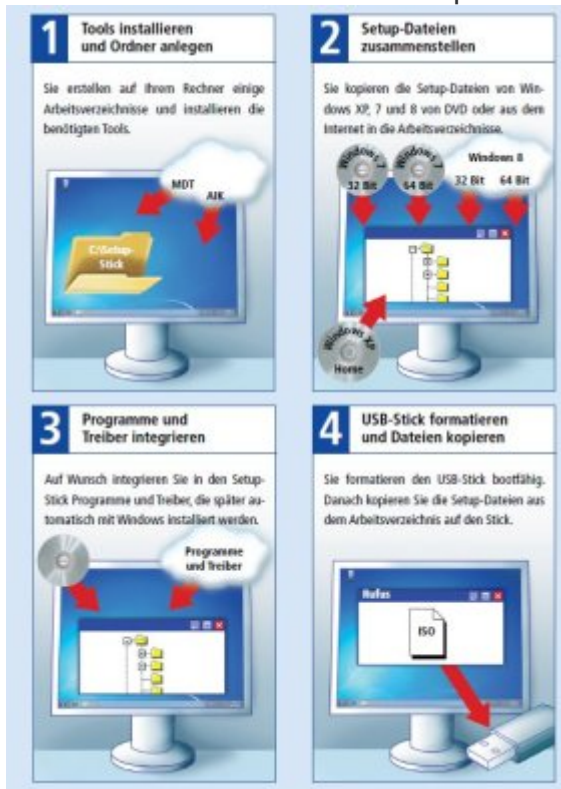 1
Tools installieren
und Ordner anlegen
Sie erstellen auf Ihrem Rechner einige
Arbeitsverzeichnisse und installieren die
benötigten Tools.
MDT
AIK
C:\Setup-
Stick
2
Setup-Dateien
zusammenstellen
Sie kopieren die Setup-Dateien von Win-
dows XP, 7 und 8 von DVD oder aus dem
Internet in die Arbeitsverzeichnisse.
Windows 7
32 Bit
Windows 7
64 Bit
Windows 8
32 Bit 64 Bit
Windows XP
Home
3
Programme und
Treiber integrieren
Auf Wunsch integrieren Sie in den Setup-
Stick Programme und Treiber, die später au-
tomatisch mit Windows installiert werden.
Programme
und Treiber
4
USB-Stick formatieren
und Dateien kopieren
Sie formatieren den USB-Stick bootfähig.
Danach kopieren Sie die Setup-Dateien aus
dem Arbeitsverzeichnis auf den Stick.
Rufus
ISO